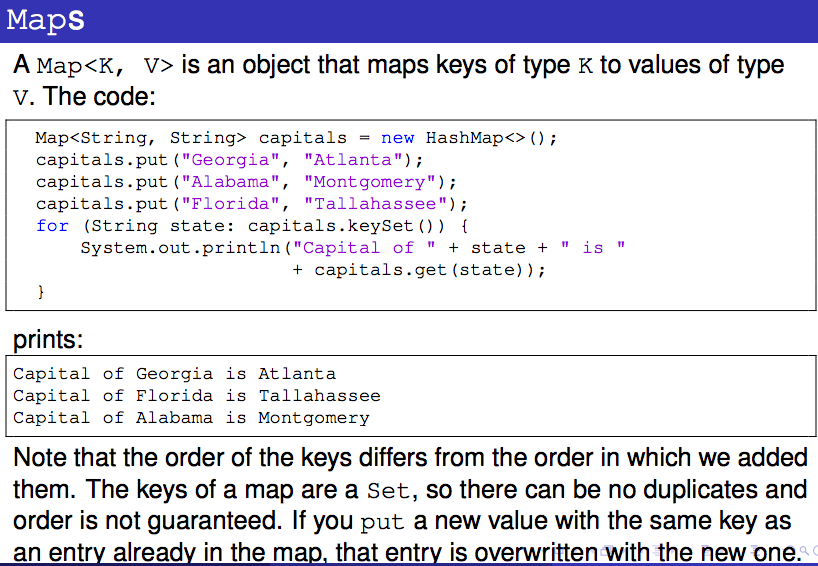 Maps
A Map<K, V> is an object that maps keys of type K to values of type
V. The code:
Map<String, String> capitals = new HashMap<>();
capitals.put("Georgia", "Atlanta");
capitals.put("Alabama", "Montgomery");
capitals.put("Florida", "Tallahassee");
for (String state: capitals.keySet()) {
System.out.println("Capital of " + state + " is "
+ capitals.get(state));
}
prints:
Capital of Georgia is Atlanta
Capital of Florida is Tallahassee
Capital of Alabama is Montgomery
Note that the order of the keys differs from the order in which we added
them. The keys of a map are a Set, so there can be no duplicates and
order is not guaranteed. If you put a new value with the same key as
an entry already in the map, that entry is overwritten with the new one.